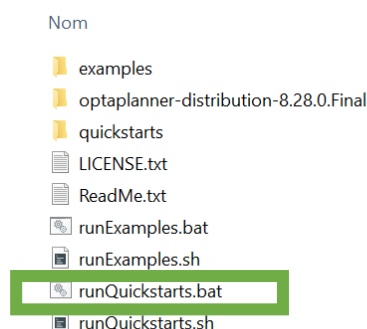 Nom
examples
optaplanner-distribution-8.28.0.Final
quickstarts
LICENSE.txt
ReadMe.txt
runExamples.bat
runExamples.sh
runQuickstarts.bat
runQuickstarts.sh